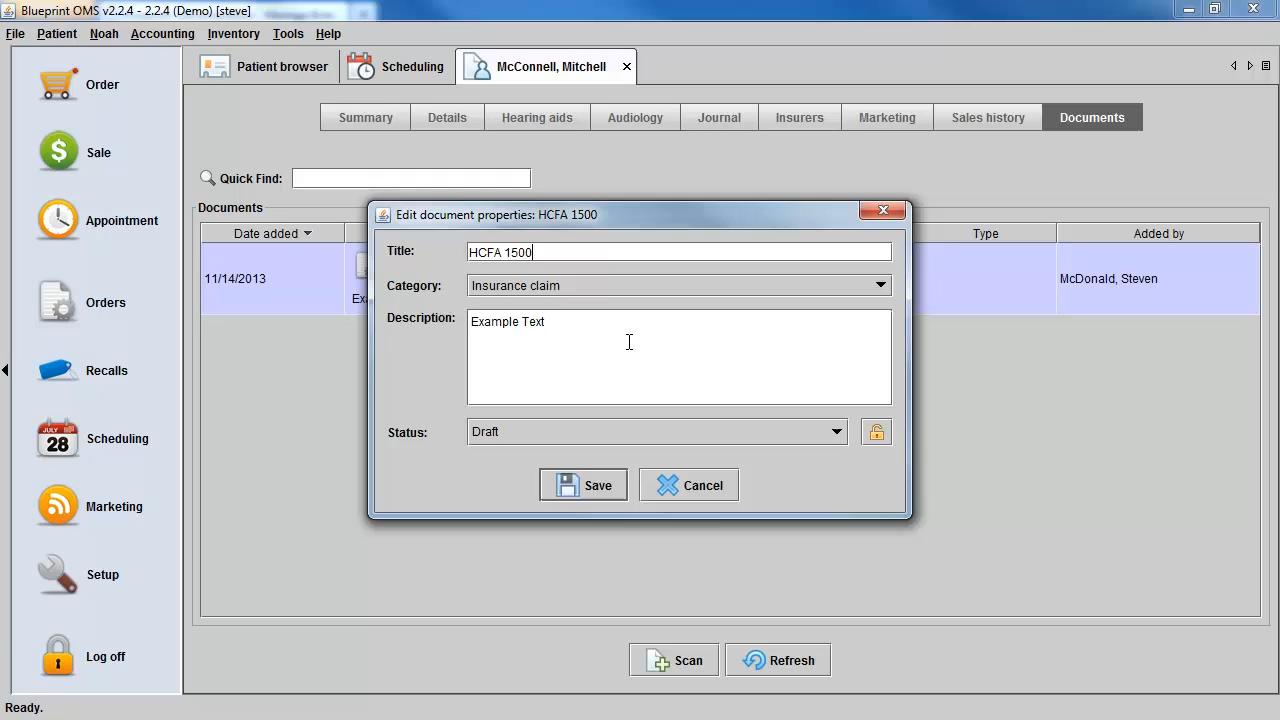 Blueprint OMS v2.2.4 - 2.2.4 (Demo) [steve]
File Patient Noah Accounting Inventory Tools Help
Patient browser Scheduling McConnell, Mitchell
Summary Details Hearing aids Audiology Journal Insurers Marketing Sales history Documents
Order
Sale
Appointment
Orders
Recalls
JULY
28
Scheduling
Marketing
Setup
Log off
Quick Find:
Documents
Date added Type Added by
11/14/2013 McDonald, Steven
Edit document properties: HCFA 1500
Title: HCFA 1500
Category: Insurance claim
Description: Example Text
Status: Draft
Save Cancel
Scan Refresh
Ready.